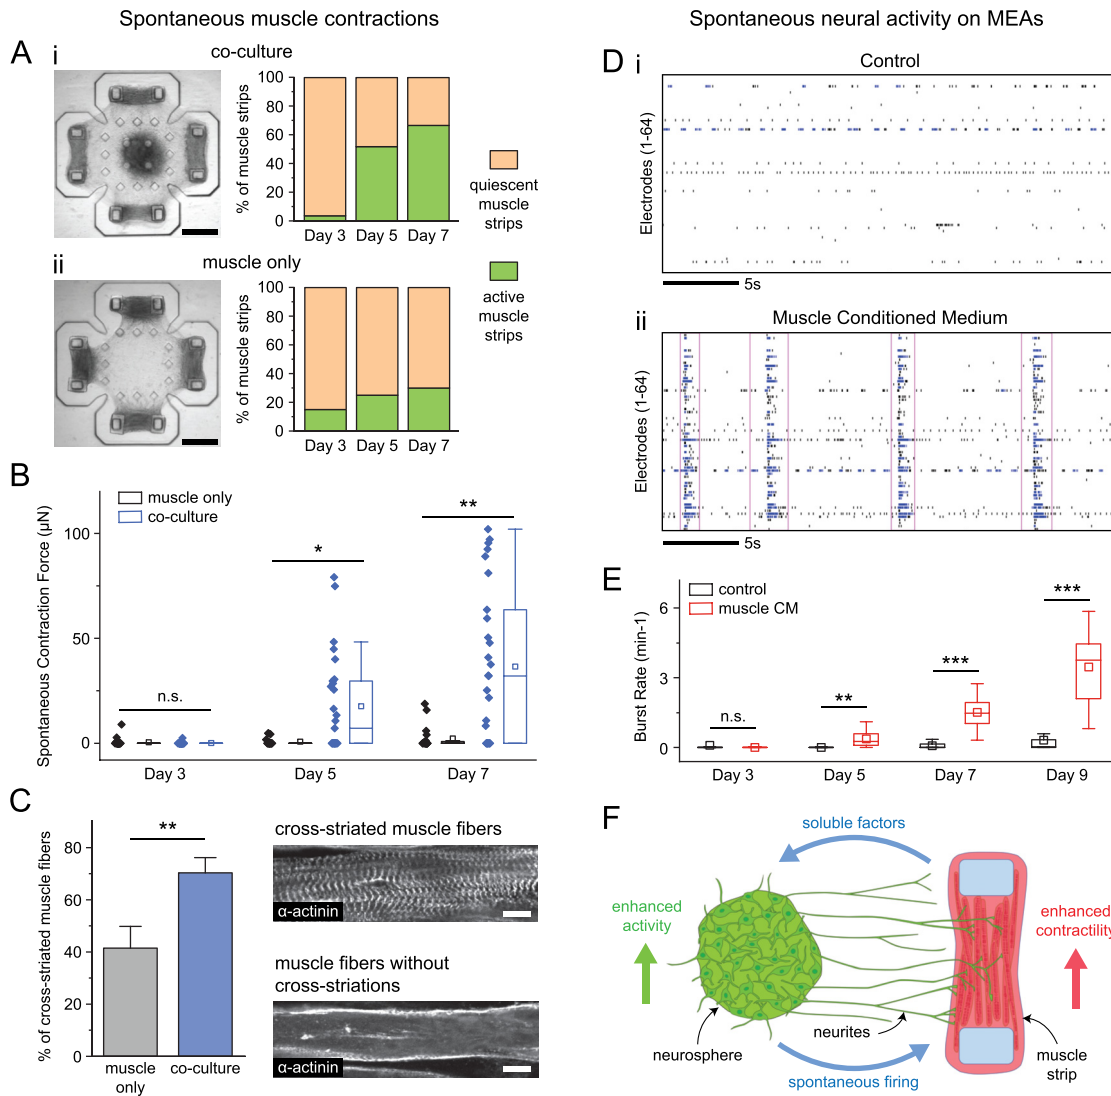 Spontaneous muscle contractions
A
i
co-culture
% of muscle strips
100
80
60
40
20
0
Day 3 Day 5 Day 7
quiescent
muscle
strips
ii
muscle only
% of muscle strips
100
80
60
40
20
0
Day 3 Day 5 Day 7
active
muscle
strips
B
Spontaneous Contraction Force (µN)
muscle only
co-culture
100
50
0
n.s.
*
**
Day 3 Day 5 Day 7
C
% of cross-striated muscle fibers
80
60
40
20
0
**
muscle
only
co-culture
cross-striated muscle fibers
α-actinin
muscle fibers without
cross-striations
α-actinin
Spontaneous neural activity on MEAs
D
i
Control
Electrodes (1-64)
5s
ii
Muscle Conditioned Medium
Electrodes (1-64)
5s
E
Burst Rate (min-1)
control
muscle CM
6
3
0
n.s.
**
***
***
Day 3 Day 5 Day 7 Day 9
F
soluble factors
enhanced
activity
enhanced
contractility
neurosphere
neurites
muscle
strip
spontaneous firing